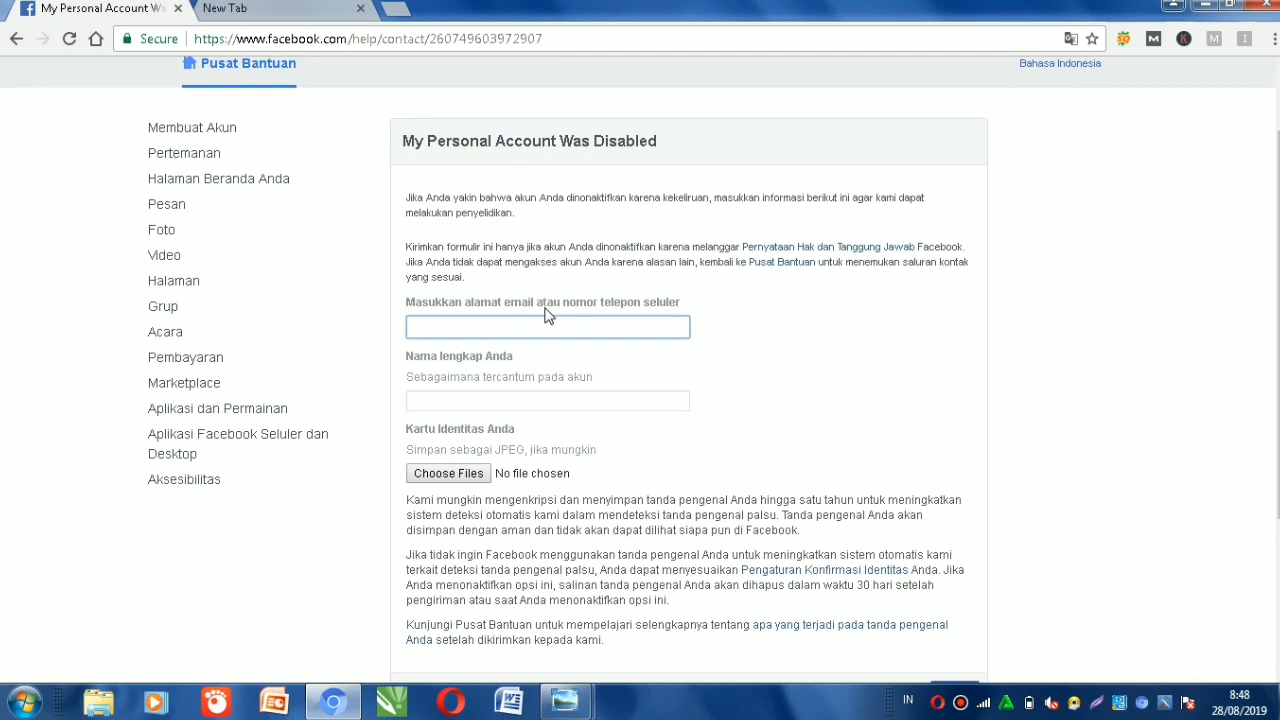 My Personal Account Wa
New Tab
Secure
https://www.facebook.com/help/contact/260749603972907
Pusat Bantuan
Bahasa Indonesia
Membuat Akun
Pertemanan
Halaman Beranda Anda
Pesan
Foto
Video
Halaman
Grup
Acara
Pembayaran
Marketplace
Aplikasi dan Permainan
Aplikasi Facebook Seluler dan
Desktop
Aksesibilitas
My Personal Account Was Disabled
Jika Anda yakin bahwa akun Anda dinonaktifkan karena kekeliruan, masukkan informasi berikut ini agar kami dapat
melakukan penyelidikan.
Kirimkan formulir ini hanya jika akun Anda dinonaktifkan karena melanggar Pernyataan Hak dan Tanggung Jawab Facebook.
Jika Anda tidak dapat mengakses akun Anda karena alasan lain, kembali ke Pusat Bantuan untuk menemukan saluran kontak
yang sesuai.
Masukkan alamat email atau nomor telepon seluler
Nama lengkap Anda
Sebagaimana tercantum pada akun
Kartu Identitas Anda
Simpan sebagai JPEG, jika mungkin
Choose Files No file chosen
Kami mungkin mengenkripsi dan menyimpan tanda pengenal Anda hingga satu tahun untuk meningkatkan
sistem deteksi otomatis kami dalam mendeteksi tanda pengenal palsu. Tanda pengenal Anda akan
disimpan dengan aman dan tidak akan dapat dilihat siapa pun di Facebook.
Jika tidak ingin Facebook menggunakan tanda pengenal Anda untuk meningkatkan sistem otomatis kami
terkait deteksi tanda pengenal palsu, Anda dapat menyesuaikan Pengaturan Konfirmasi Identitas Anda. Jika
Anda menonaktifkan opsi ini, salinan tanda pengenal Anda akan dihapus dalam waktu 30 hari setelah
pengiriman atau saat Anda menonaktifkan opsi ini.
Kunjungi Pusat Bantuan untuk mempelajari selengkapnya tentang apa yang terjadi pada tanda pengenal
Anda setelah dikirimkan kepada kami.
IN
8:48
28/08/2019